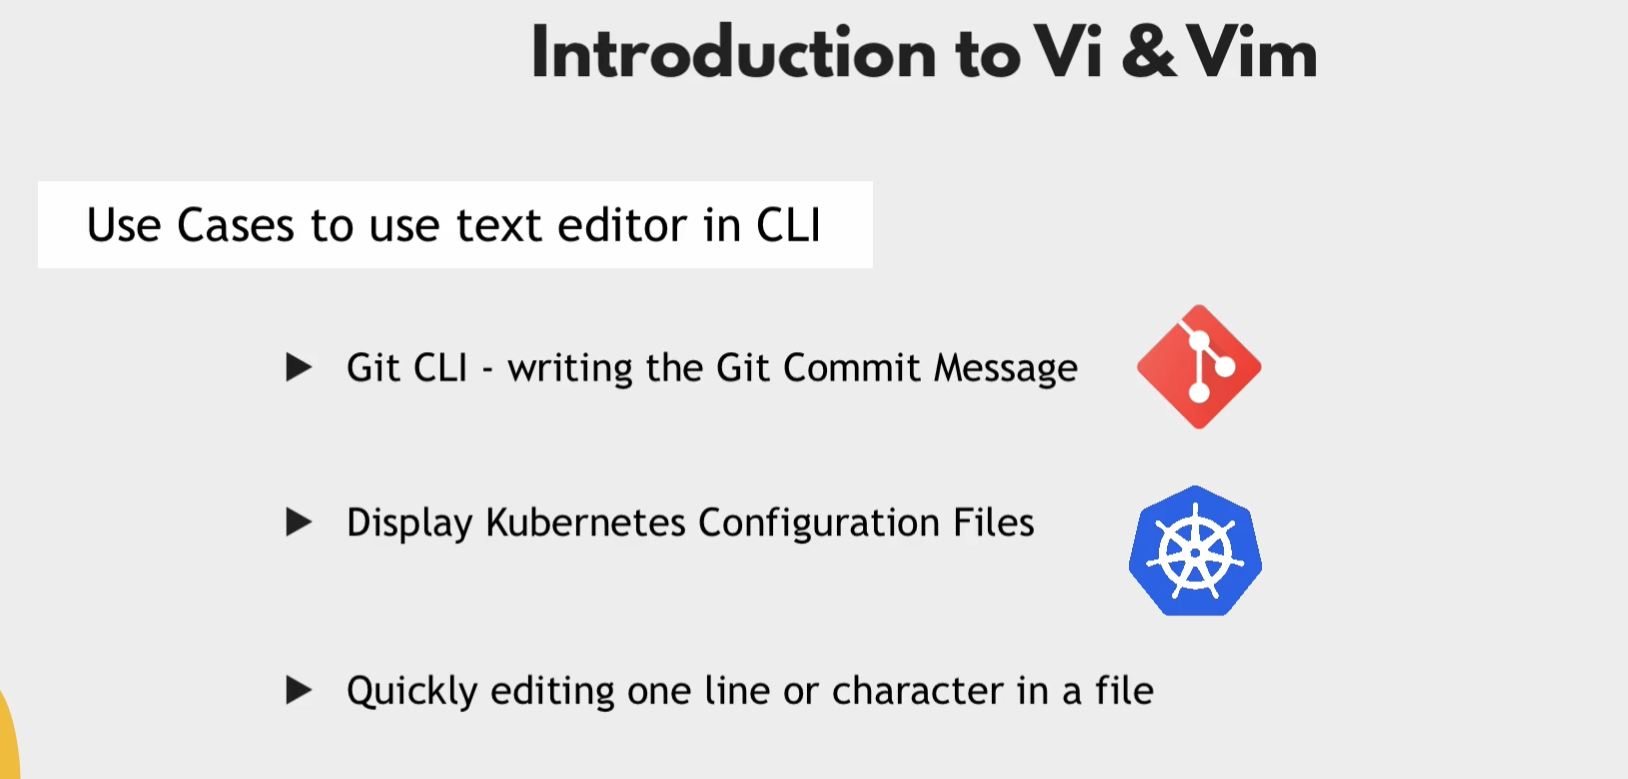 Introduction to Vi & Vim
Use Cases to use text editor in CLI
Git CLI - writing the Git Commit Message
Display Kubernetes Configuration Files
Quickly editing one line or character in a file